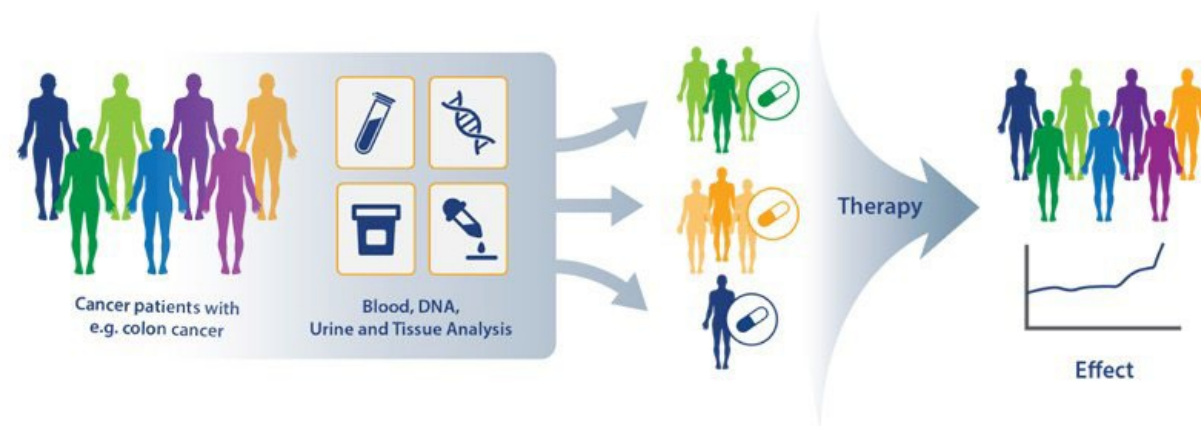 Cancer patients with
e.g. colon cancer
Blood, DNA,
Urine and Tissue Analysis
Therapy
Effect